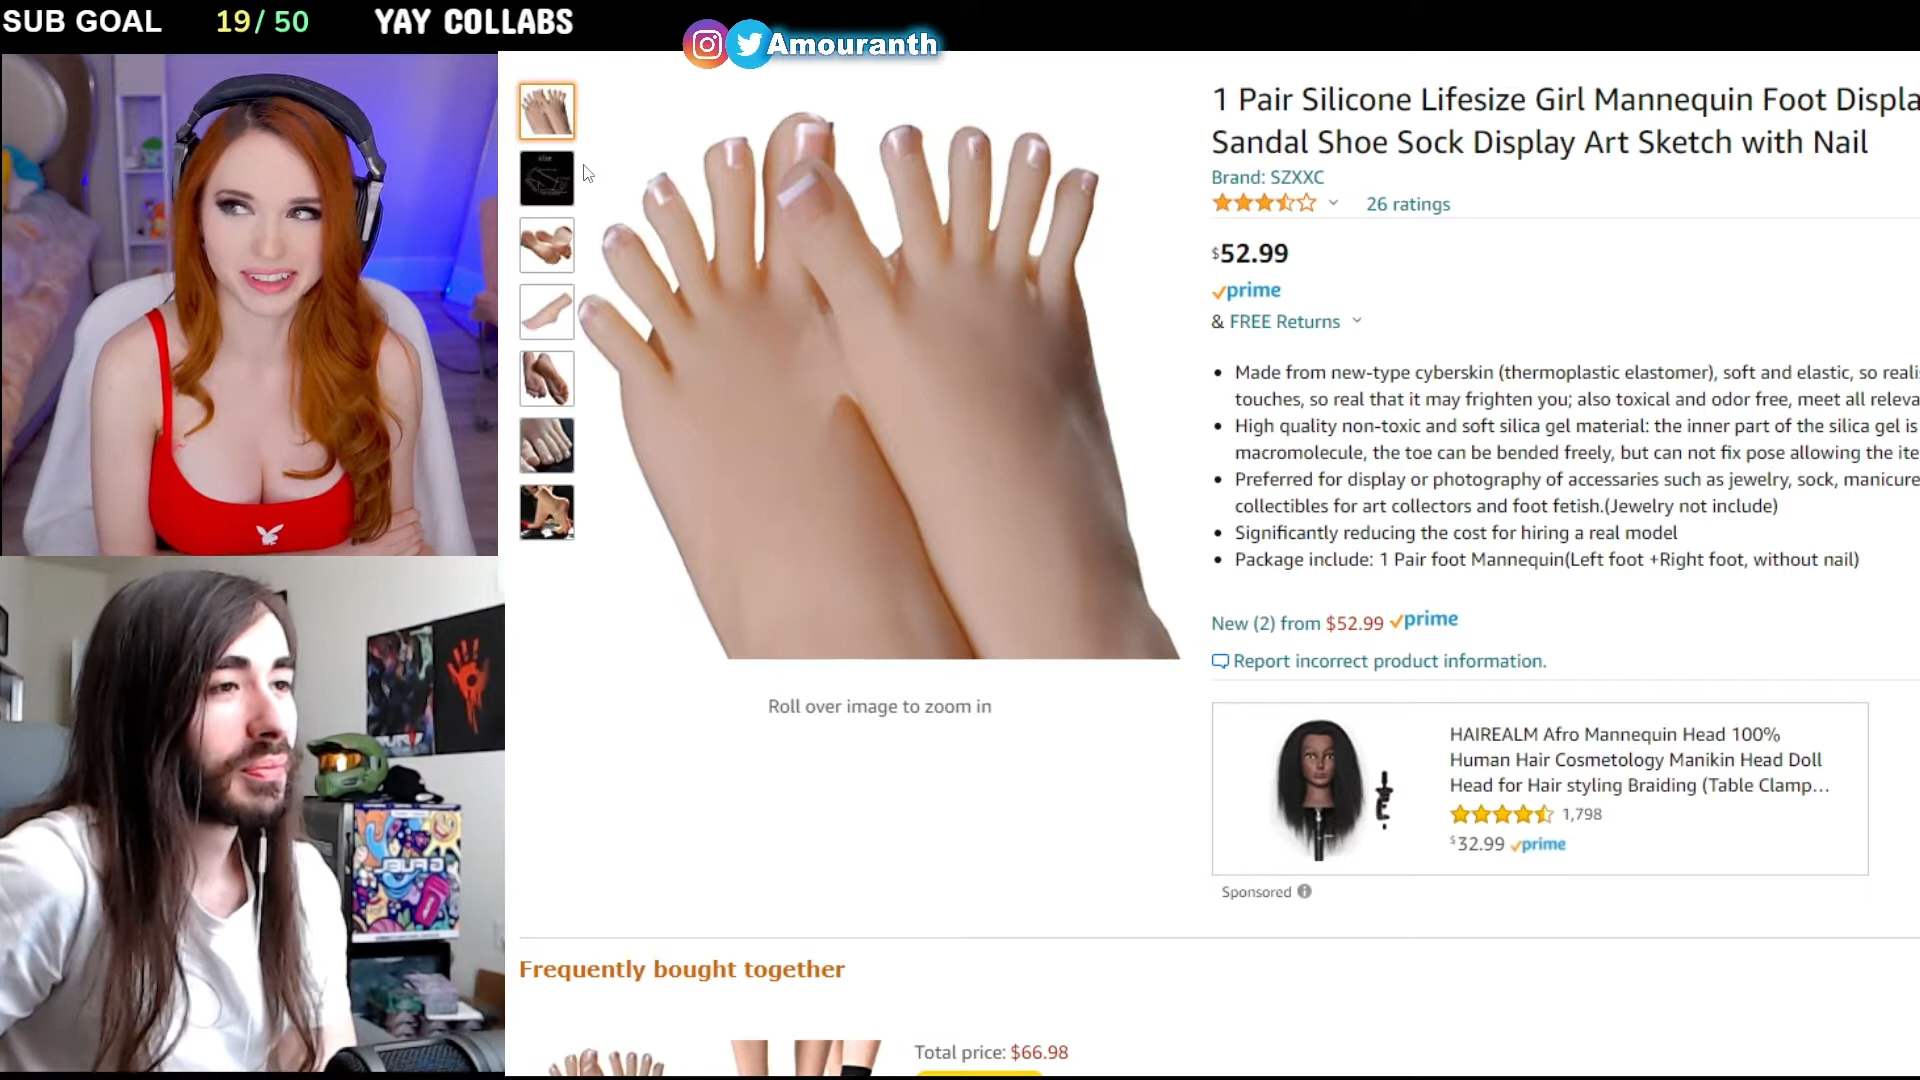 SUB GOAL 19/ 50 YAY COLLABS
Amouranth
1 Pair Silicone Lifesize Girl Mannequin Foot Displa
Sandal Shoe Sock Display Art Sketch with Nail
Brand: SZXXC
26 ratings
$52.99
prime
& FREE Returns
Made from new-type cyberskin (thermoplastic elastomer), soft and elastic, so reali
touches, so real that it may frighten you; also toxical and odor free, meet all releva
High quality non-toxic and soft silica gel material: the inner part of the silica gel is
macromolecule, the toe can be bended freely, but can not fix pose allowing the ite
Preferred for display or photography of accessaries such as jewelry, sock, manicure
collectibles for art collectors and foot fetish.(Jewelry not include)
Significantly reducing the cost for hiring a real model
Package include: 1 Pair foot Mannequin(Left foot +Right foot, without nail)
New (2) from $52.99 prime
Report incorrect product information.
Roll over image to zoom in
HAIREALM Afro Mannequin Head 100%
Human Hair Cosmetology Manikin Head Doll
Head for Hair styling Braiding (Table Clamp...
1,798
$32.99 prime
Sponsored
Frequently bought together
Total price: $66.98